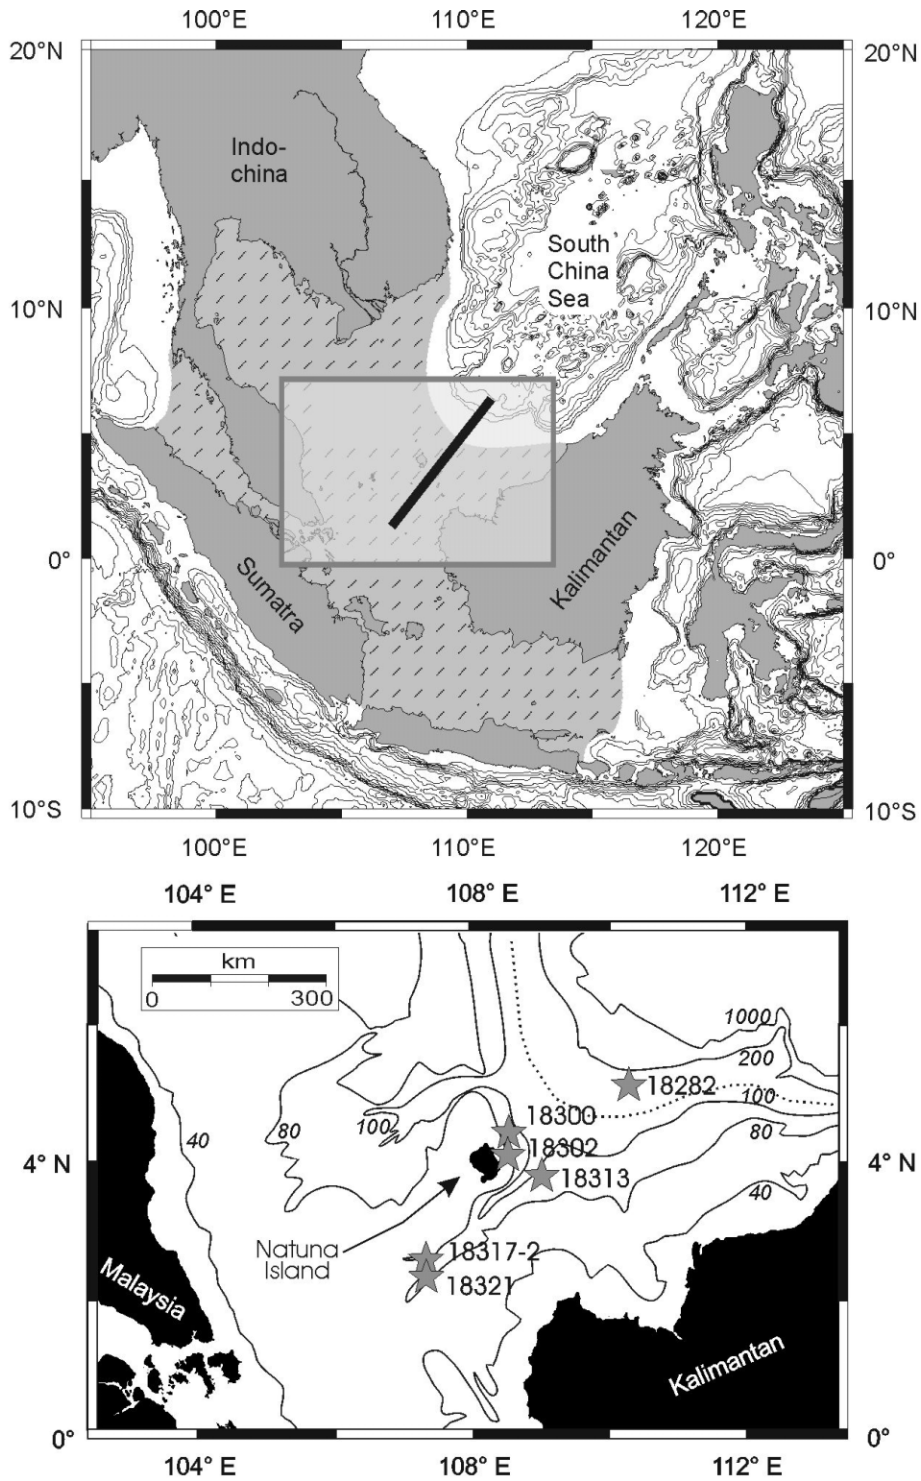 100°E 110°E 120°E
20°N 20°N
Indo-
china
South
China
Sea
10°N 10°N
0° 0°
Sumatra
Kalimantan
10°S 10°S
100°E 110°E 120°E
104° E 108° E 112° E
km
0 300
1000
200
18282
100
18300
80
100
80
40
18302
4° N 4° N
18313
40
Natuna
Island
18317-2
18321
Malaysia
Kalimantan
0° 0°
104° E 108° E 112° E